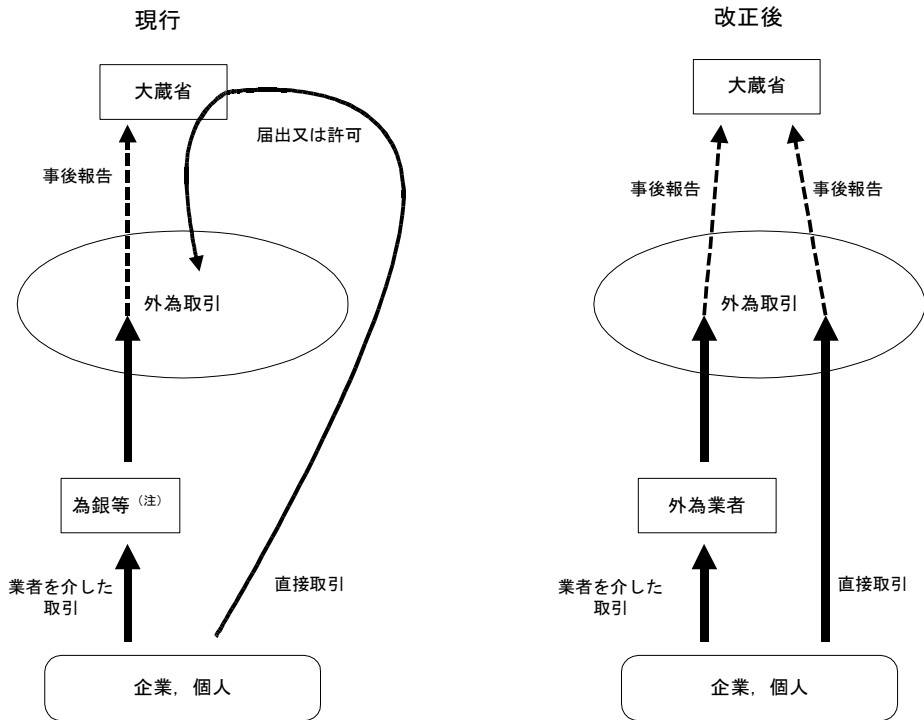 現行
大蔵省
届出又は許可
事後報告
外為取引
為銀等（注）
業者を介した
取引
直接取引
企業，個人
改正後
大蔵省
事後報告
事後報告
外為取引
外為業者
業者を介した
取引
直接取引
企業，個人